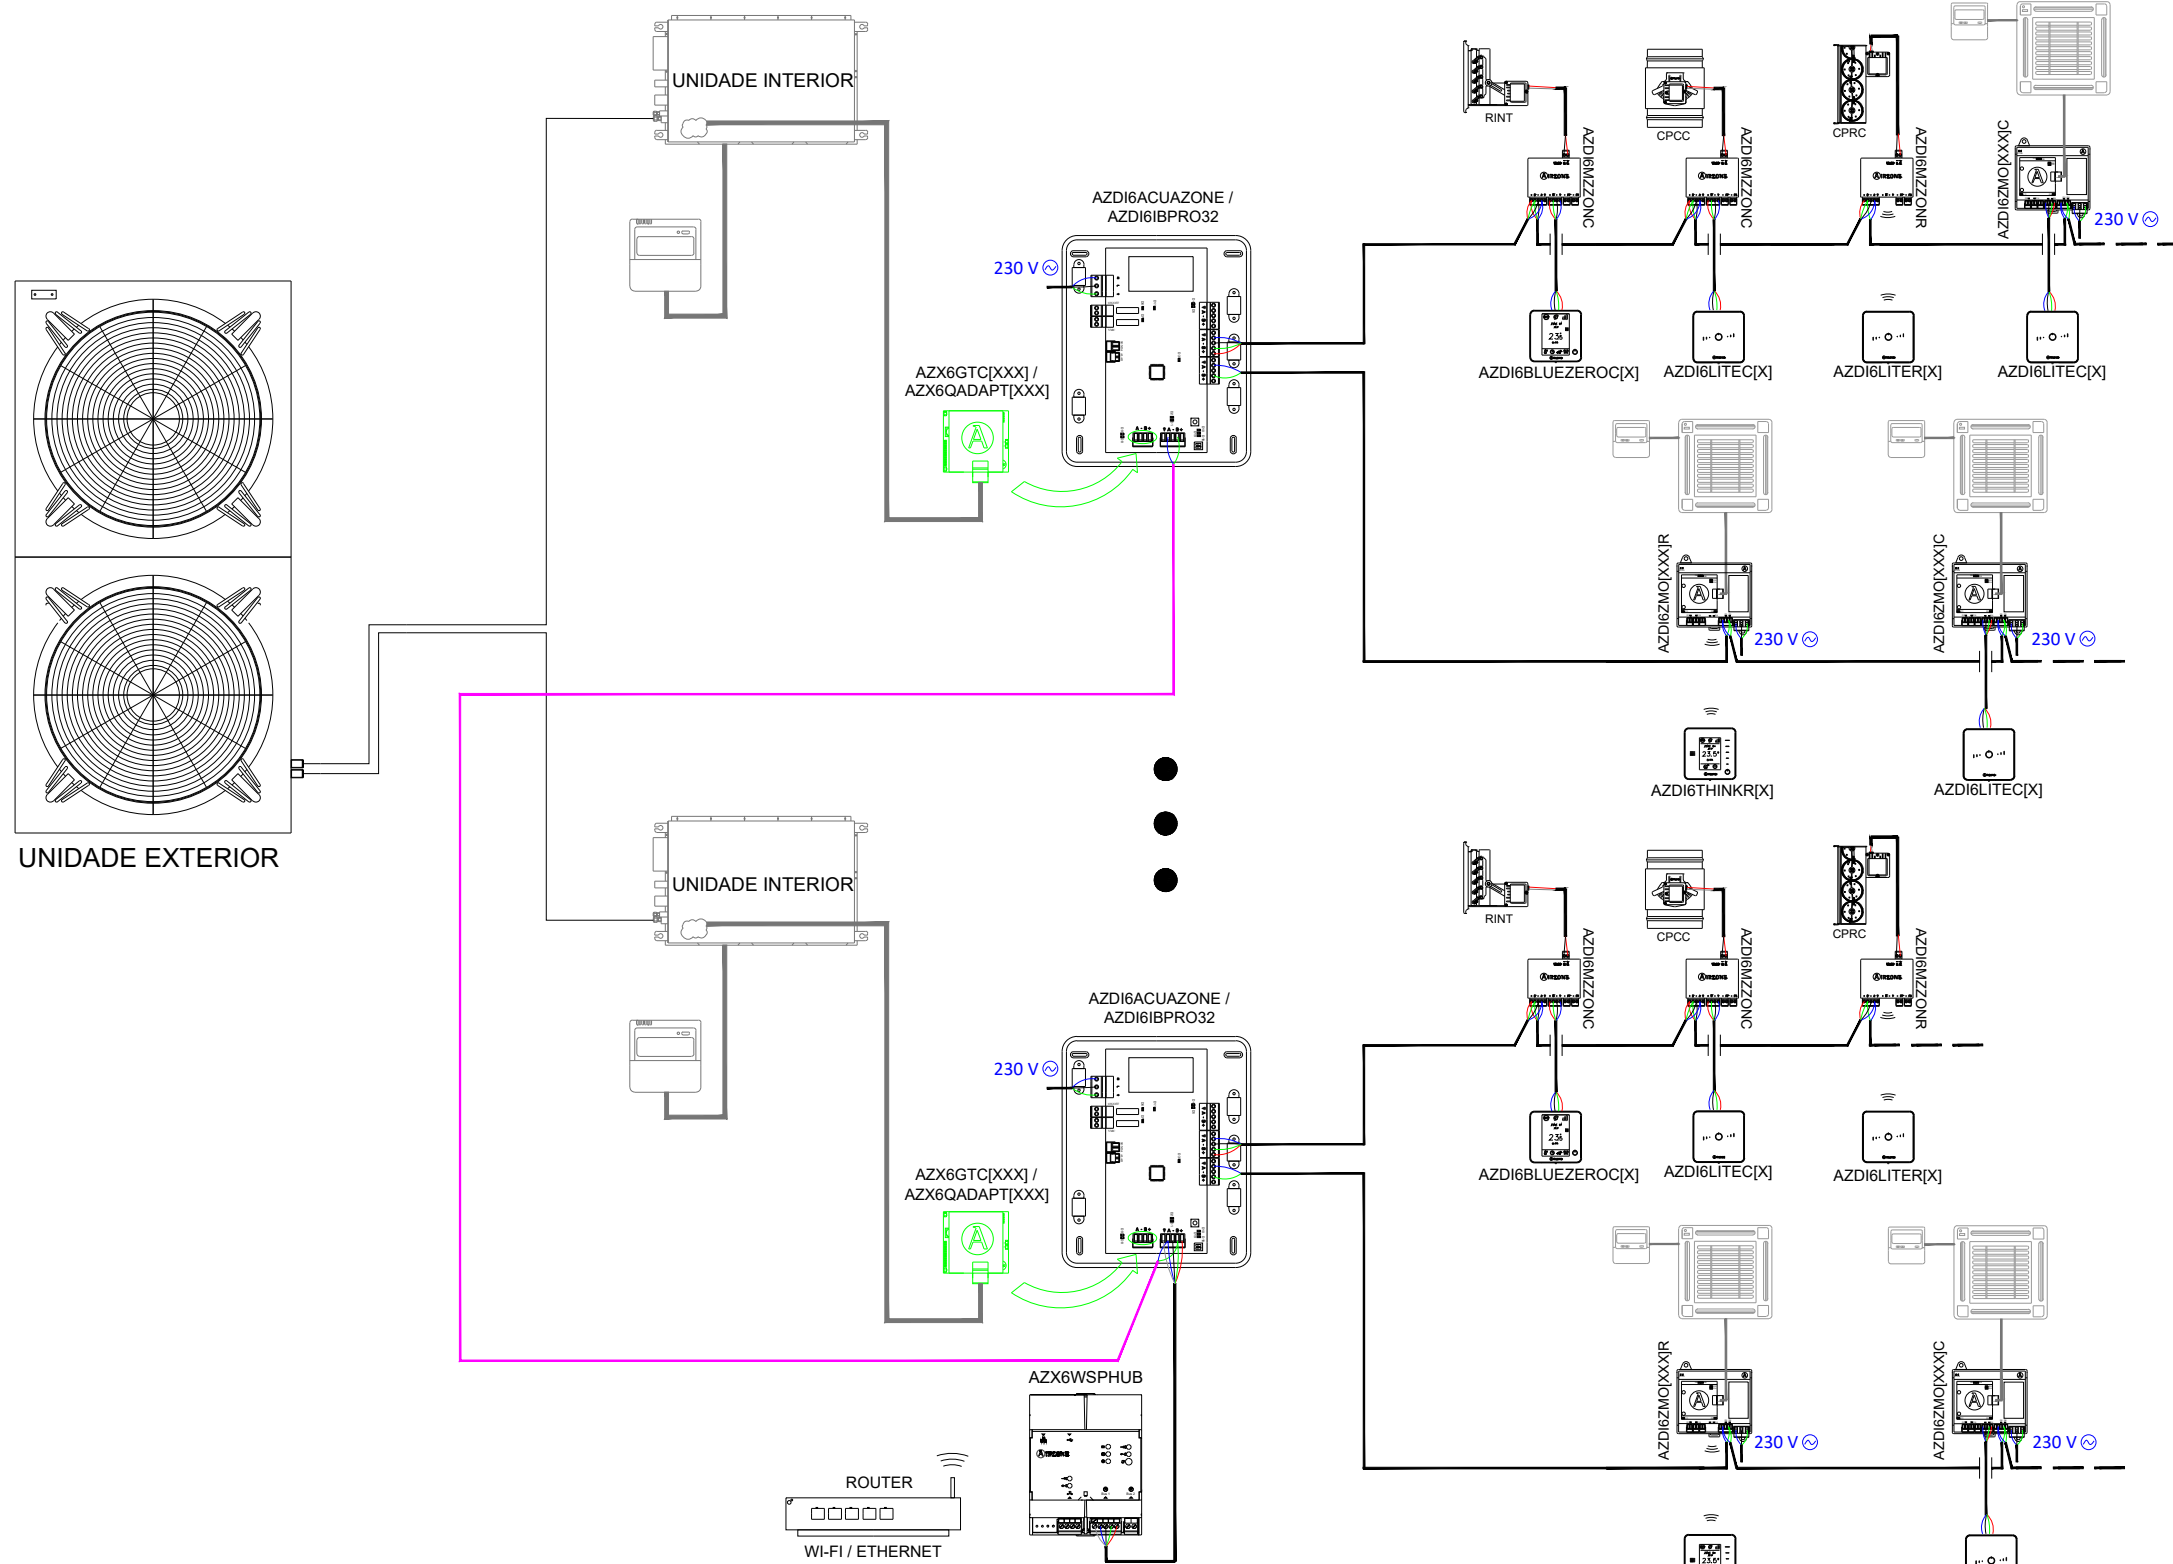 UNIDADE INTERIOR
RINT
CPCC
CPRC
AZDI6MZZONC
AZDI6MZZONC
AZDI6MZZONR
AZDI6ZMO[XXX]C
230 V
AZDI6ACUAZONE /
AZDI6IBPRO32
230 V
AZX6GTC[XXX] /
AZX6QADAPT[XXX]
AZDI6BLUEZEROC[X]
AZDI6LITEC[X]
AZDI6LITER[X]
AZDI6LITEC[X]
AZDI6ZMO[XXX]R
230 V
AZDI6ZMO[XXX]C
230 V
AZDI6THINKR[X]
AZDI6LITEC[X]
UNIDADE EXTERIOR
UNIDADE INTERIOR
RINT
CPCC
CPRC
AZDI6MZZONC
AZDI6MZZONC
AZDI6MZZONR
AZDI6ACUAZONE /
AZDI6IBPRO32
230 V
AZX6GTC[XXX] /
AZX6QADAPT[XXX]
AZDI6BLUEZEROC[X]
AZDI6LITEC[X]
AZDI6LITER[X]
AZDI6ZMO[XXX]R
230 V
AZDI6ZMO[XXX]C
230 V
AZX6WSPHUB
AIRZONE
ROUTER
WI-FI / ETHERNET